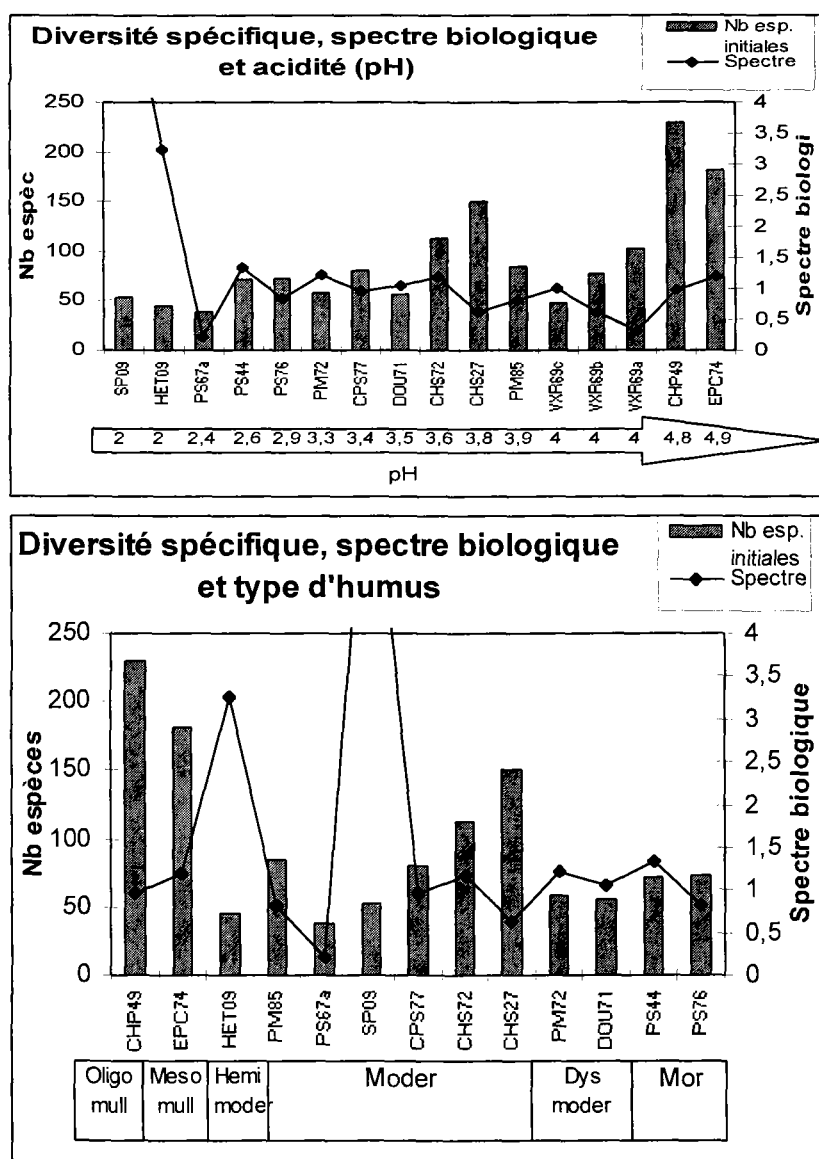 Diversité spécifique, spectre biologique
et acidité (pH)
Nb esp.
initiales
Spectre
250
200
150
100
50
0
Nb espèc
4
3,5
3
2,5
2
1,5
1
0,5
0
Spectre biologi
SP09
HET09
PS67a
PS44
PS76
PM72
CPS77
DOU71
CHS72
CHS27
PM85
VXR69c
VXR69b
VXR69a
CHP49
EPC74
2 2 2,4 2,6 2,9 3,3 3,4 3,5 3,6 3,8 3,9 4 4 4 4,8 4,9
pH
Diversité spécifique, spectre biologique
et type d'humus
Nb esp.
initiales
Spectre
250
200
150
100
50
0
Nb espèces
4
3,5
3
2,5
2
1,5
1
0,5
0
Spectre biologique
CHP49
EPC74
HET09
PM85
PS67a
SP09
CPS77
CHS72
CHS27
PM72
DOU71
PS44
PS76
Oligo Meso Hemi Moder Dys Mor
mull mull moder moder